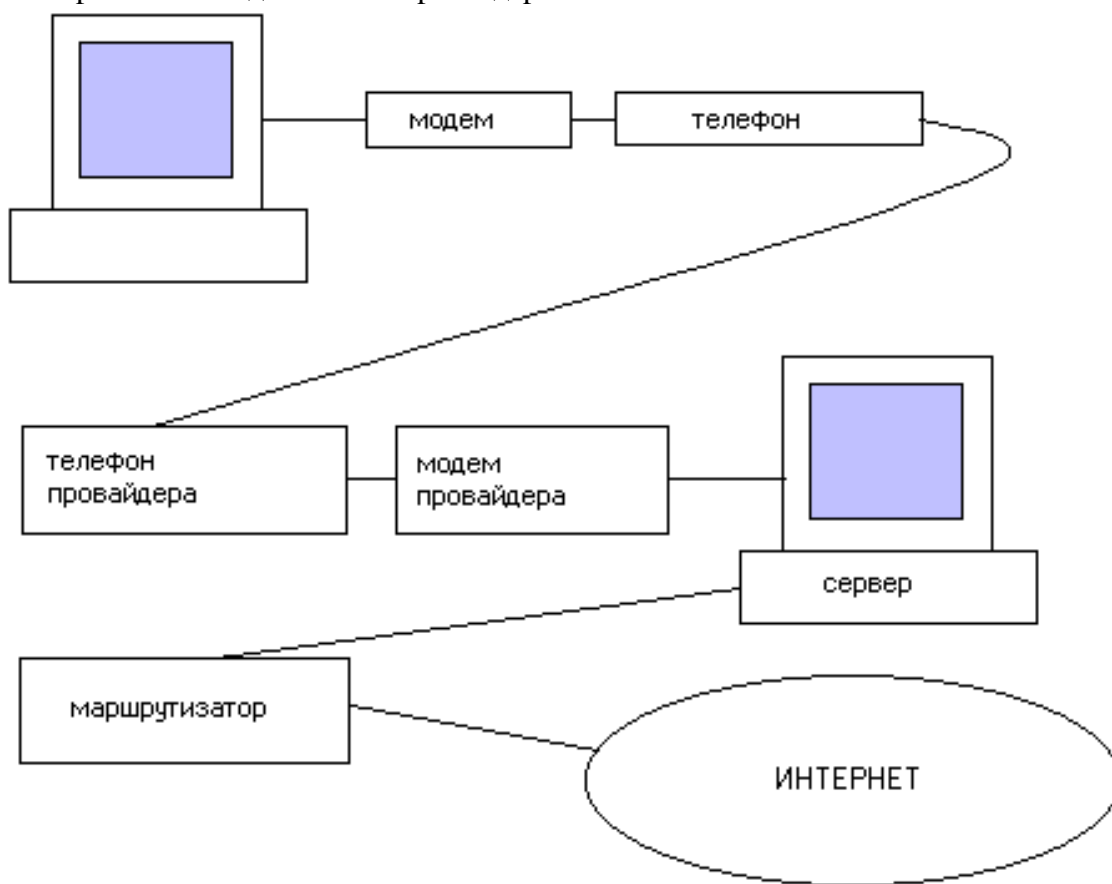 модем
телефон
телефон
провайдера
модем
провайдера
сервер
маршрутизатор
ИНТЕРНЕТ